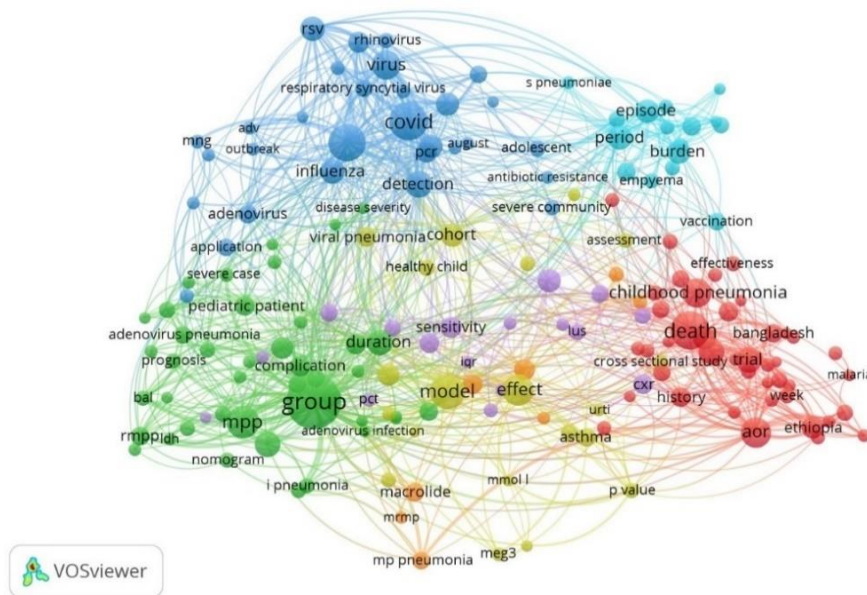 rsv
rhinovirus
virus
respiratory syncytial virus
s pneumoniae
episode
covid
period
adv
mng
outbreak
pcr
august
adolescent
burden
influenza
detection
antibiotic resistance
empyema
adenovirus
disease severity
severe community
vaccination
application
viral pneumonia
cohort
assessment
severe case
healthy child
effectiveness
pediatric patient
childhood pneumonia
adenovirus pneumonia
duration
sensitivity
lus
death
bangladesh
prognosis
complication
iqr
cross sectional study
trial
malaria
bal
group
pct
model
effect
cxr
history
week
rmpp
ldh
mpp
adenovirus infection
urti
asthma
aor
ethiopia
nomogram
i pneumonia
macrolide
mmol l
p value
mrmp
mp pneumonia
meg3
VOSviewer